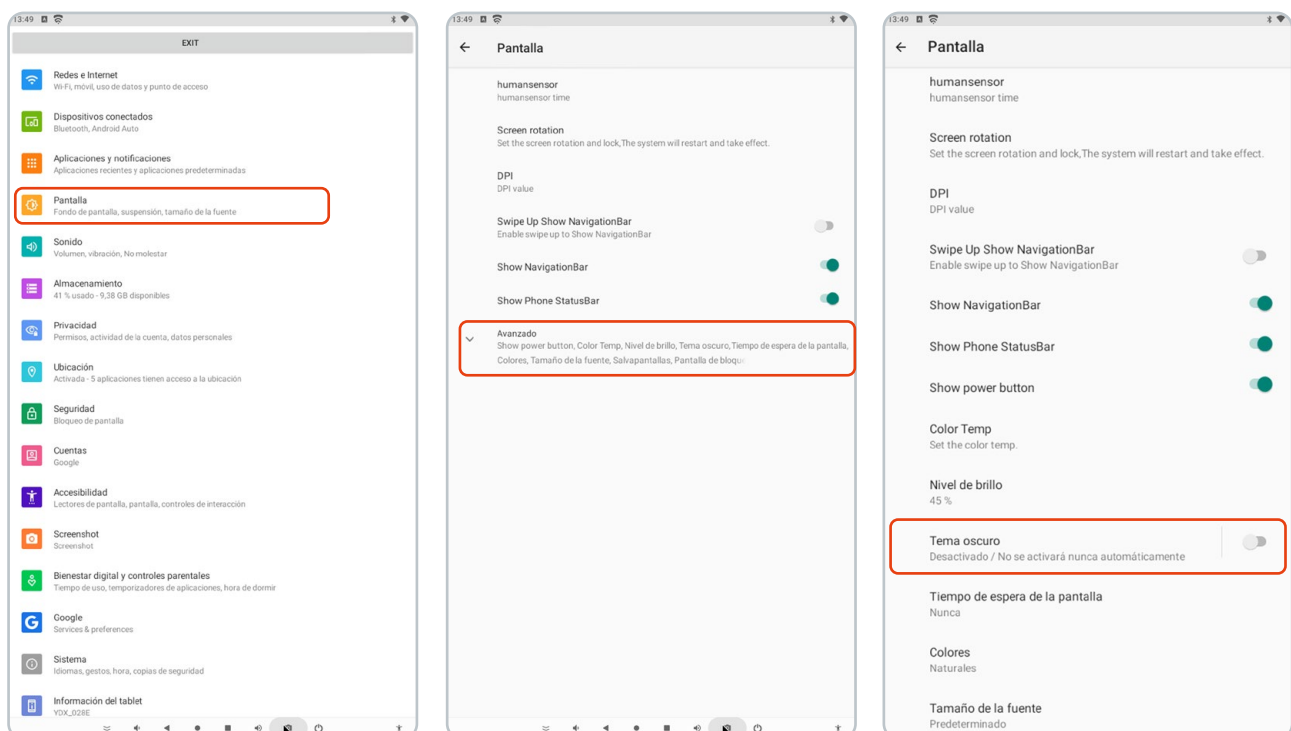 13:49
EXIT
Redes e Internet
Wi-Fi, móvil, uso de datos y punto de acceso
Dispositivos conectados
Bluetooth, Android Auto
Aplicaciones y notificaciones
Aplicaciones recientes y aplicaciones predeterminadas
Pantalla
Fondo de pantalla, suspensión, tamaño de la fuente
Sonido
Volumen, vibración, No molestar
Almacenamiento
41 % usado - 9,38 GB disponibles
Privacidad
Permisos, actividad de la cuenta, datos personales
Ubicación
Activada - 5 aplicaciones tienen acceso a la ubicación
Seguridad
Bloqueo de pantalla
Cuentas
Google
Accesibilidad
Lectores de pantalla, pantalla, controles de interacción
Screenshot
Screenshot
Bienestar digital y controles parentales
Tiempo de uso, temporizadores de aplicaciones, hora de dormir
Google
Services & preferences
Sistema
Idiomas, gestos, hora, copias de seguridad
Información del tablet
YDX_028E
13:49
Pantalla
humansensor
humansensor time
Screen rotation
Set the screen rotation and lock,The system will restart and take effect.
DPI
DPI value
Swipe Up Show NavigationBar
Enable swipe up to Show NavigationBar
Show NavigationBar
Show Phone StatusBar
Avanzado
Show power button, Color Temp, Nivel de brillo, Tema oscuro, Tiempo de espera de la pantalla,
Colores, Tamaño de la fuente, Salvapantallas, Pantalla de bloqu
13:49
Pantalla
humansensor
humansensor time
Screen rotation
Set the screen rotation and lock,The system will restart and take effect.
DPI
DPI value
Swipe Up Show NavigationBar
Enable swipe up to Show NavigationBar
Show NavigationBar
Show Phone StatusBar
Show power button
Color Temp
Set the color temp.
Nivel de brillo
45 %
Tema oscuro
Desactivado / No se activará nunca automáticamente
Tiempo de espera de la pantalla
Nunca
Colores
Naturales
Tamaño de la fuente
Predeterminado